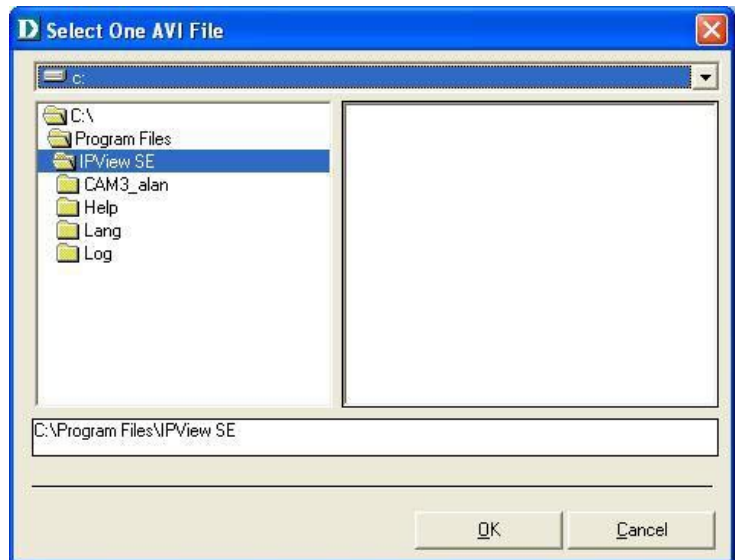 D Select One AVI File
c:
C:\
Program Files
IPView SE
CAM3_alan
Help
Lang
Log
C:\Program Files\IPView SE
OK
Cancel